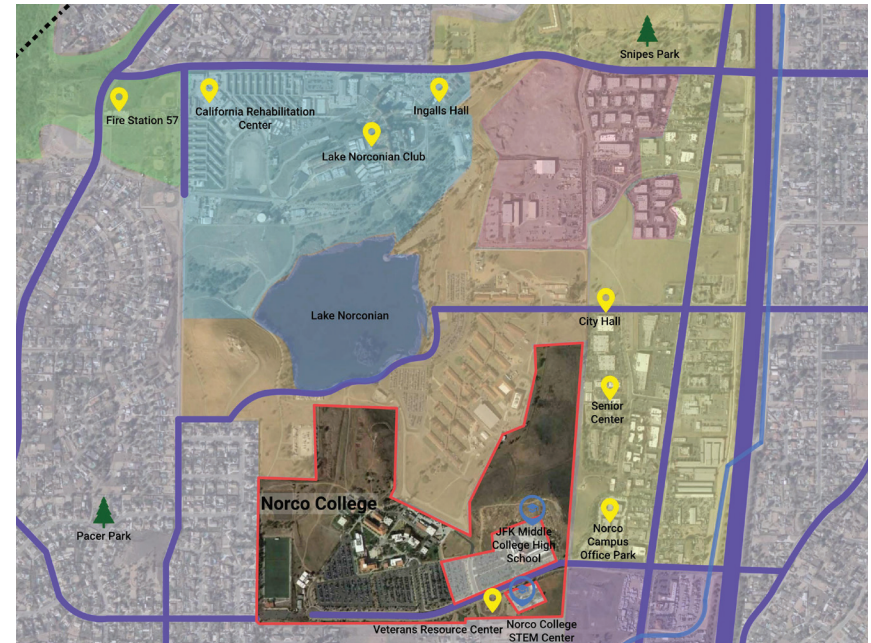 Snipes Park
Fire Station 57
California Rehabilitation
Center
Ingalls Hall
Lake Norconian Club
Lake Norconian
City Hall
Senior
Center
Norco College
Pacer Park
JFK Middle
College High
School
Norco
Campus
Office Park
Veterans Resource Center
Norco College
STEM Center